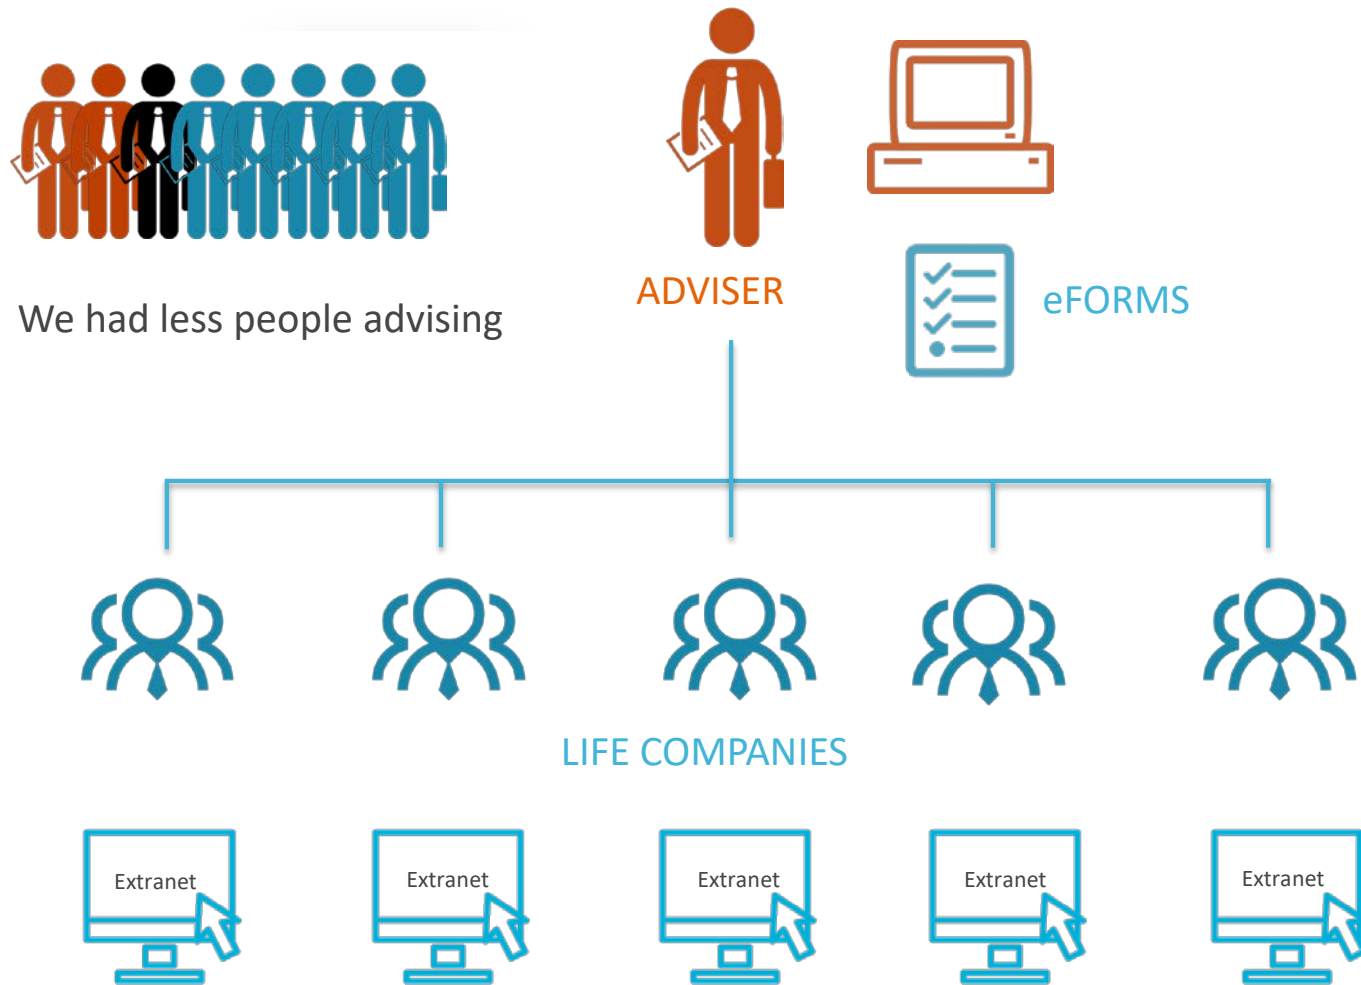 ADVISER
eFORMS
We had less people advising
LIFE COMPANIES
Extranet
Extranet
Extranet
Extranet
Extranet